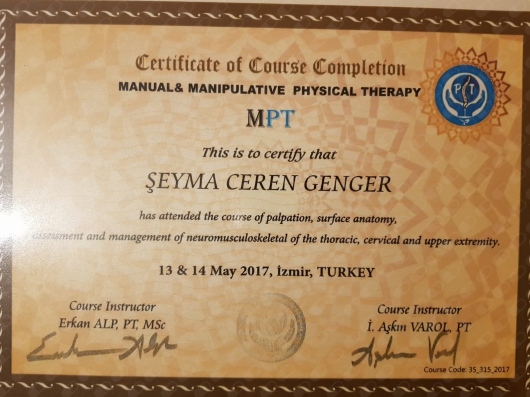 Certificate of Course Completion
MANUAL& MANIPULATIVE PHYSICAL THERAPY
P T
MPT
This is to certify that
ŞEYMA CEREN GENGER
has attended the course of palpation, surface anatomy,
assessment and management of neuromusculoskeletal of the thoracic, cervical and upper extremity.
13 & 14 May 2017, İzmir, TURKEY
Course Instructor
Erkan ALP, PT, MSc
Course Instructor
İ. Aşkın VAROL, PT
Course Code: 35_315_2017